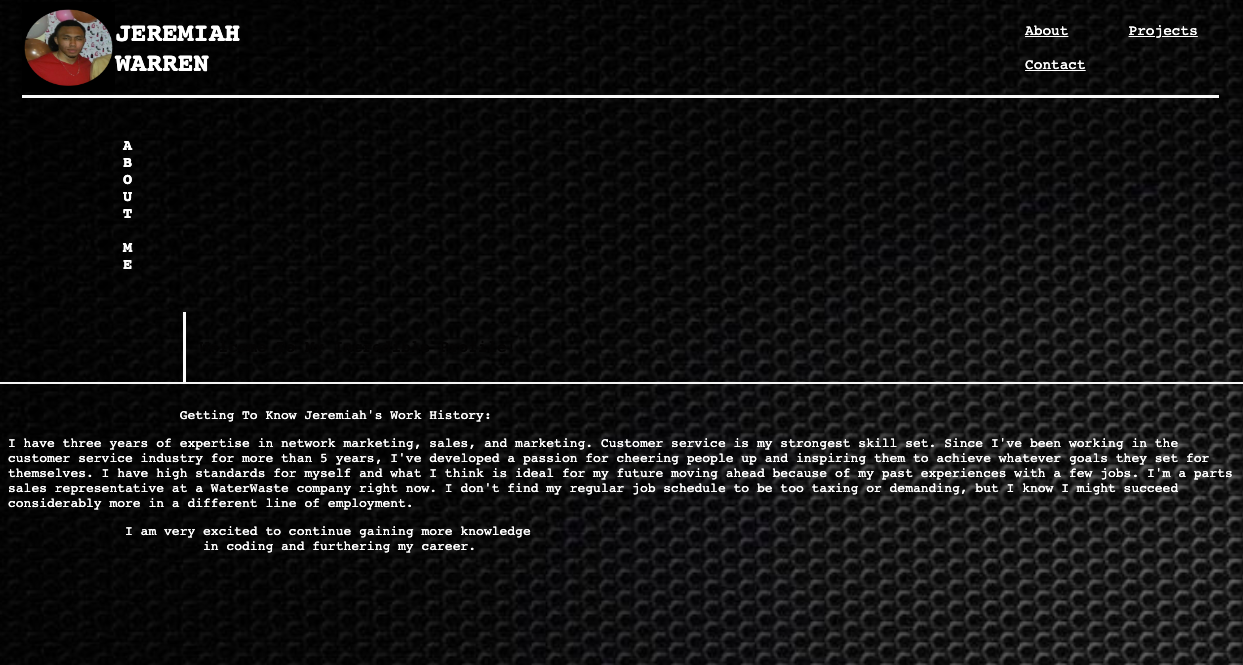 JEREMIAH
WARREN
About
Projects
Contact
A
B
O
U
T
M
E
Getting To Know Jeremiah's Work History:
I have three years of expertise in network marketing, sales, and marketing. Customer service is my strongest skill set. Since I've been working in the
customer service industry for more than 5 years, I've developed a passion for cheering people up and inspiring them to achieve whatever goals they set for
themselves. I have high standards for myself and what I think is ideal for my future moving ahead because of my past experiences with a few jobs. I'm a parts
sales representative at a WaterWaste company right now. I don't find my regular job schedule to be too taxing or demanding, but I know I might succeed
considerably more in a different line of employment.
I am very excited to continue gaining more knowledge
in coding and furthering my career.